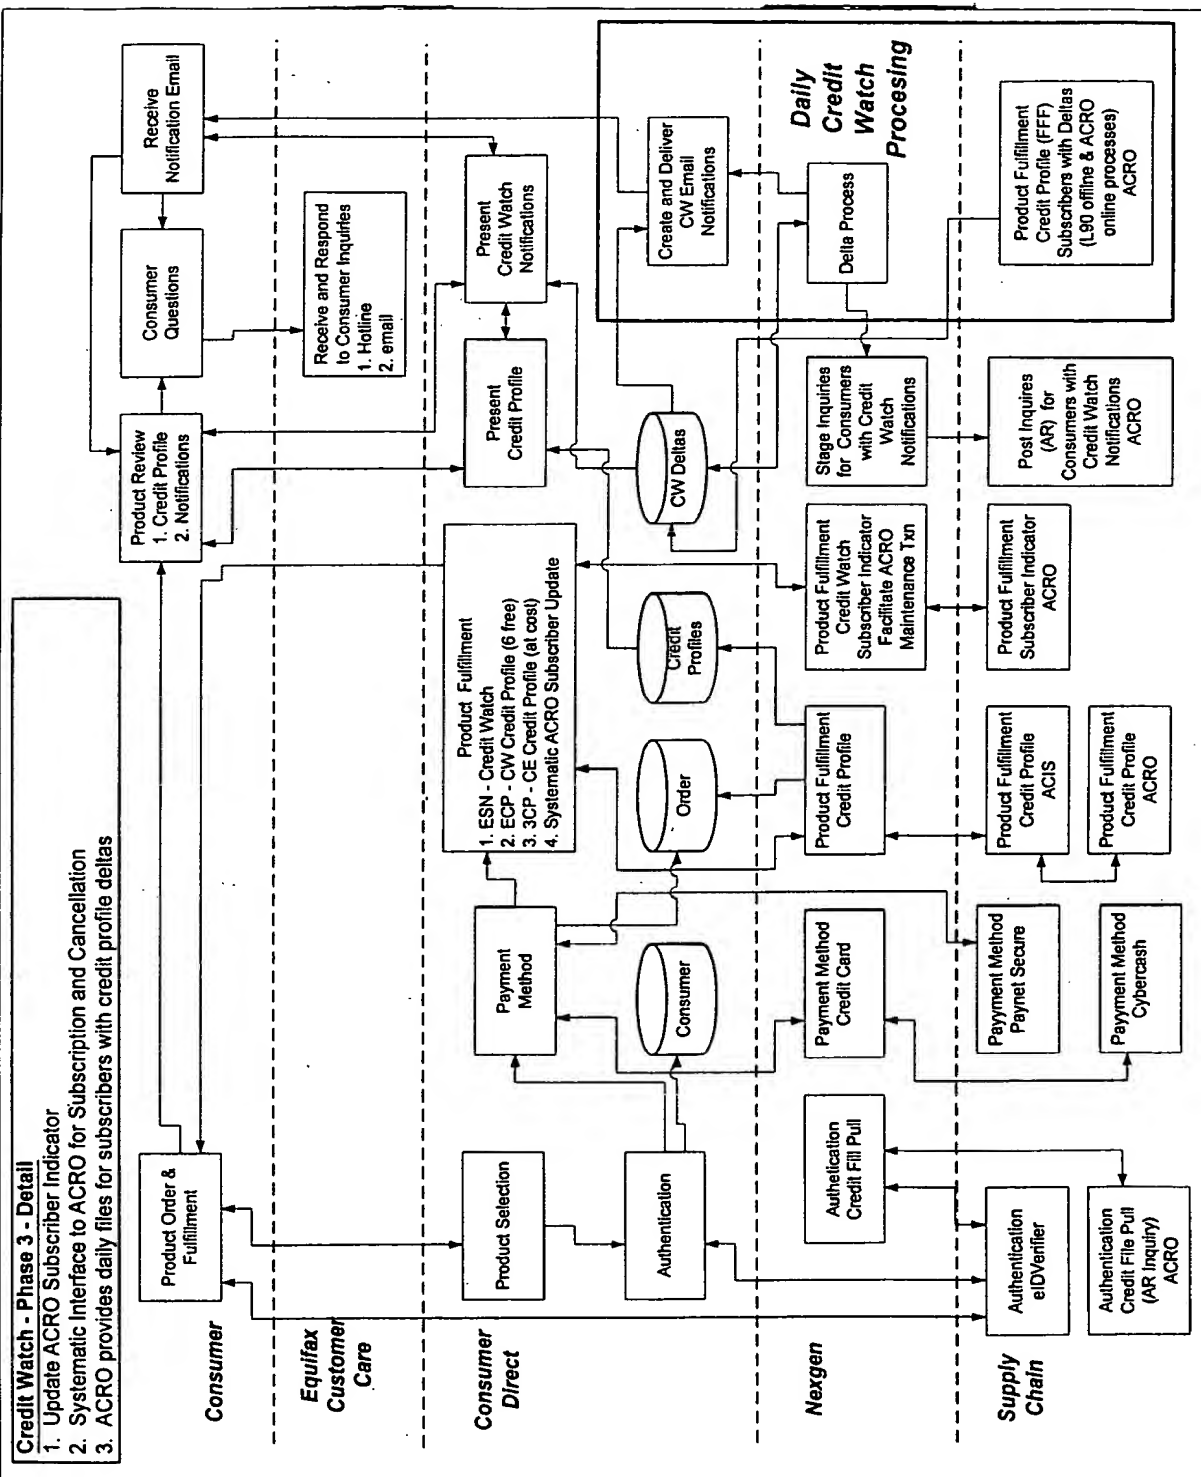 Credit Watch - Phase 3 - Detail
1. Update ACRO Subscriber Indicator
2. Systematic Interface to ACRO for Subscription and Cancellation
3. ACRO provides daily files for subscribers with credit profile deltas
Consumer
Product Order &
Fulfillment
Product Review
1. Credit Profile
2. Notifications
Consumer
Questions
Receive
Notification Email
Equifax
Customer
Care
Receive and Respond
to Consumer Inquiries
1. Hotline
2. email
Consumer
Direct
Product Selection
Authentication
Payment
Method
Consumer
Product Fulfillment
1. ESN - Credit Watch
2. ECP - CW Credit Profile (6 free)
3. 3CP - CE Credit Profile (at cost)
4. Systematic ACRO Subscriber Update
Order
Credit
Profiles
Present
Credit Profile
Present
Credit Watch
Notifications
CW Deltas
Create and Deliver
CW Email
Notifications
Daily
Credit
Watch
Procesing
Nexgen
Authetication
Credit Fill Pull
Payment Method
Credit Card
Product Fulfillment
Credit Profile
Product Fulfillment
Credit Watch
Subscriber Indicator
Facilitate ACRO
Maintenance Txn
Stage Inquiries
for Consumers
with Credit
Watch
Notifications
Delta Process
Supply
Chain
Authentication
eIDVerifier
Authentication
Credit File Pull
(AR Inquiry)
ACRO
Payyment Method
Paynet Secure
Payyment Method
Cybercash
Product Fulfillment
Credit Profile
ACIS
Product Fulfillment
Credit Profile
ACRO
Product Fulfillment
Subscriber Indicator
ACRO
Post Inquires
(AR) for
Consumers with
Credit Watch
Notifications
ACRO
Product Fulfillment
Credit Profile (FFF)
Subscribers with Deltas
(L90 offline & ACRO
online processes)
ACRO